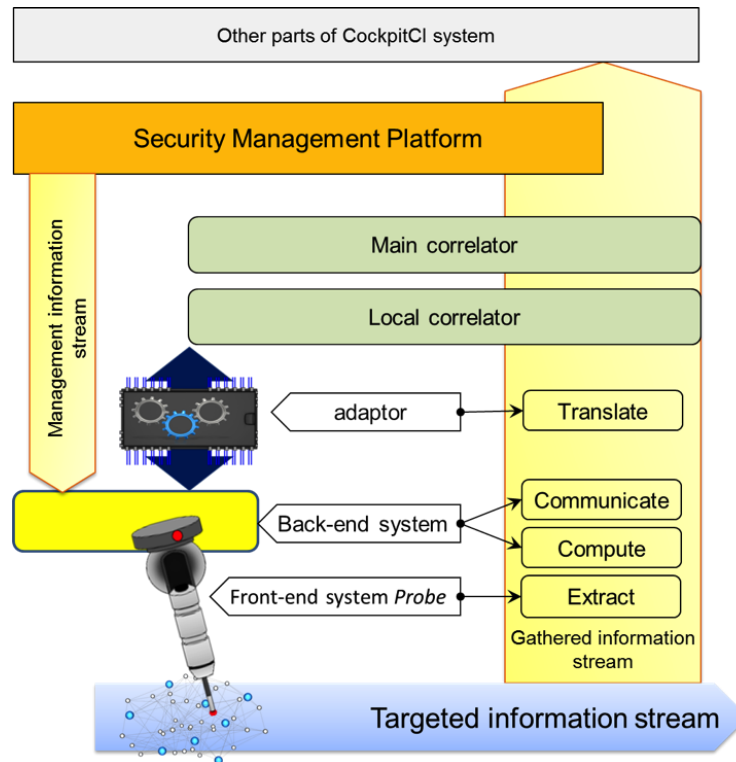 Other parts of CockpitCI system
Security Management Platform
Management information
stream
Main correlator
Local correlator
adaptor
Translate
Communicate
Back-end system
Compute
Front-end system Probe
Extract
Gathered information
stream
Targeted information stream